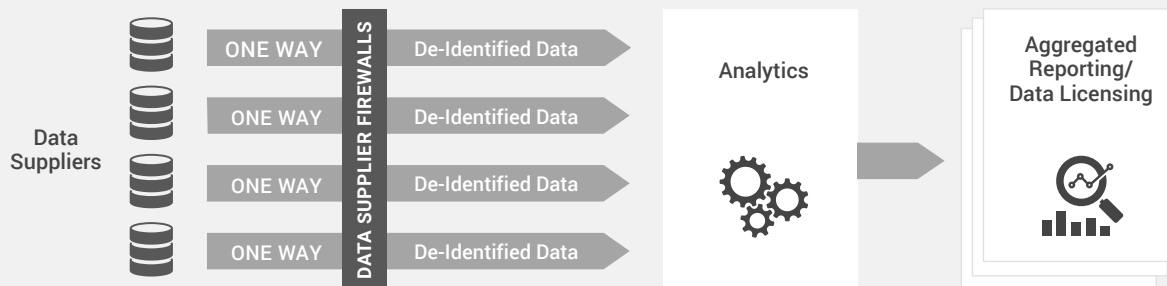 Data
Suppliers
ONE WAY
De-Identified Data
ONE WAY
De-Identified Data
ONE WAY
De-Identified Data
ONE WAY
De-Identified Data
DATA SUPPLIER FIREWALLS
Analytics
Aggregated
Reporting/
Data Licensing